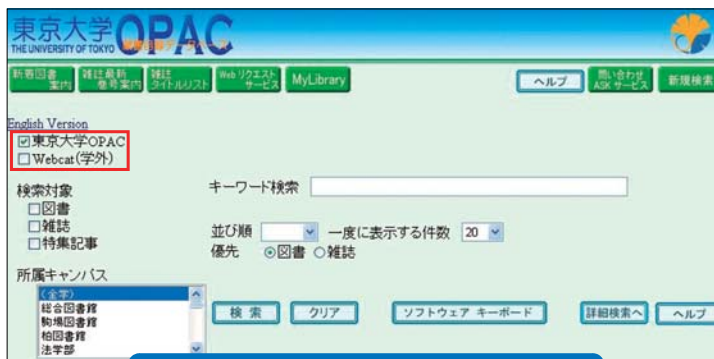 東京大学OPAC
THE UNIVERSITY OF TOKYO
新着図書案内 雑誌最新巻号案内 雑誌タイトルリスト Web リクエストサービス MyLibrary ヘルプ 問い合わせ ASK サービス 新規検索
English Version
東京大学OPAC
Webcat(学外)
検索対象
図書
雑誌
特集記事
キーワード検索
並び順 一度に表示する件数 20
優先 図書 雑誌
所属キャンパス
(全学)
総合図書館
駒場図書館
柏図書館
法学部
検索 クリア ソフトウェア キーボード 詳細検索へ ヘルプ